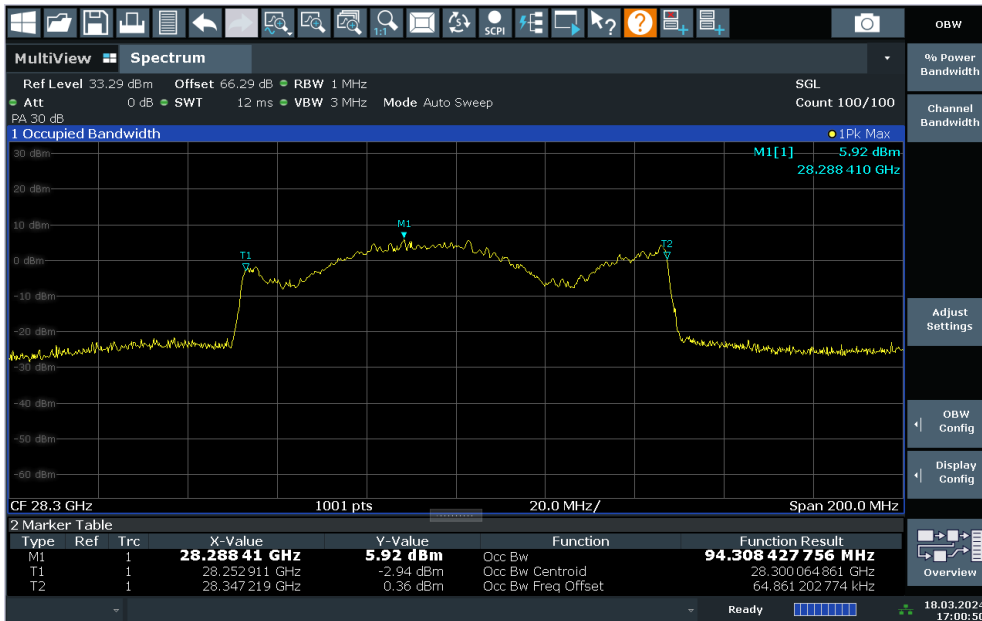 1:1
SCPI
OBW
MultiView Spectrum
% Power
Bandwidth
Ref Level 33.29 dBm Offset 66.29 dB RBW 1 MHz SGL
Att 0 dB SWT 12 ms VBW 3 MHz Mode Auto Sweep Count 100/100
PA 30 dB
Channel
Bandwidth
1 Occupied Bandwidth 1Pk Max
30 dBm
M1[1] 5.92 dBm
28.288 410 GHz
20 dBm
10 dBm
M1
T1
T2
0 dBm
-10 dBm
-20 dBm
-30 dBm
-40 dBm
-50 dBm
-60 dBm
Adjust
Settings
OBW
Config
Display
Config
CF 28.3 GHz 1001 pts 20.0 MHz/ Span 200.0 MHz
2 Marker Table
Type Ref Trc X-Value Y-Value Function Function Result
M1 1 28.288 41 GHz 5.92 dBm Occ Bw 94.308 427 756 MHz
T1 1 28.252 911 GHz -2.94 dBm Occ Bw Centroid 28.300 064 861 GHz
T2 1 28.347 219 GHz 0.36 dBm Occ Bw Freq Offset 64.861 202 774 kHz
Overview
Ready
18.03.2024
17:00:50